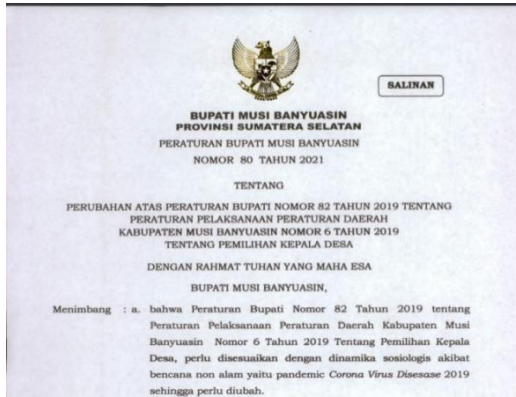 SALINAN
BUPATI MUSI BANYUASIN
PROVINSI SUMATERA SELATAN
PERATURAN BUPATI MUSI BANYUASIN
NOMOR 80 TAHUN 2021
TENTANG
PERUBAHAN ATAS PERATURAN BUPATI NOMOR 82 TAHUN 2019 TENTANG
PERATURAN PELAKSANAAN PERATURAN DAERAH
KABUPATEN MUSI BANYUASIN NOMOR 6 TAHUN 2019
TENTANG PEMILIHAN KEPALA DESA
DENGAN RAHMAT TUHAN YANG MAHA ESA
BUPATI MUSI BANYUASIN,
Menimbang : a. bahwa Peraturan Bupati Nomor 82 Tahun 2019 tentang
Peraturan Pelaksanaan Peraturan Daerah Kabupaten Musi
Banyuasin Nomor 6 Tahun 2019 Tentang Pemilihan Kepala
Desa, perlu disesuaikan dengan dinamika sosiologis akibat
bencana non alam yaitu pandemic Corona Virus Disesase 2019
sehingga perlu diubah.